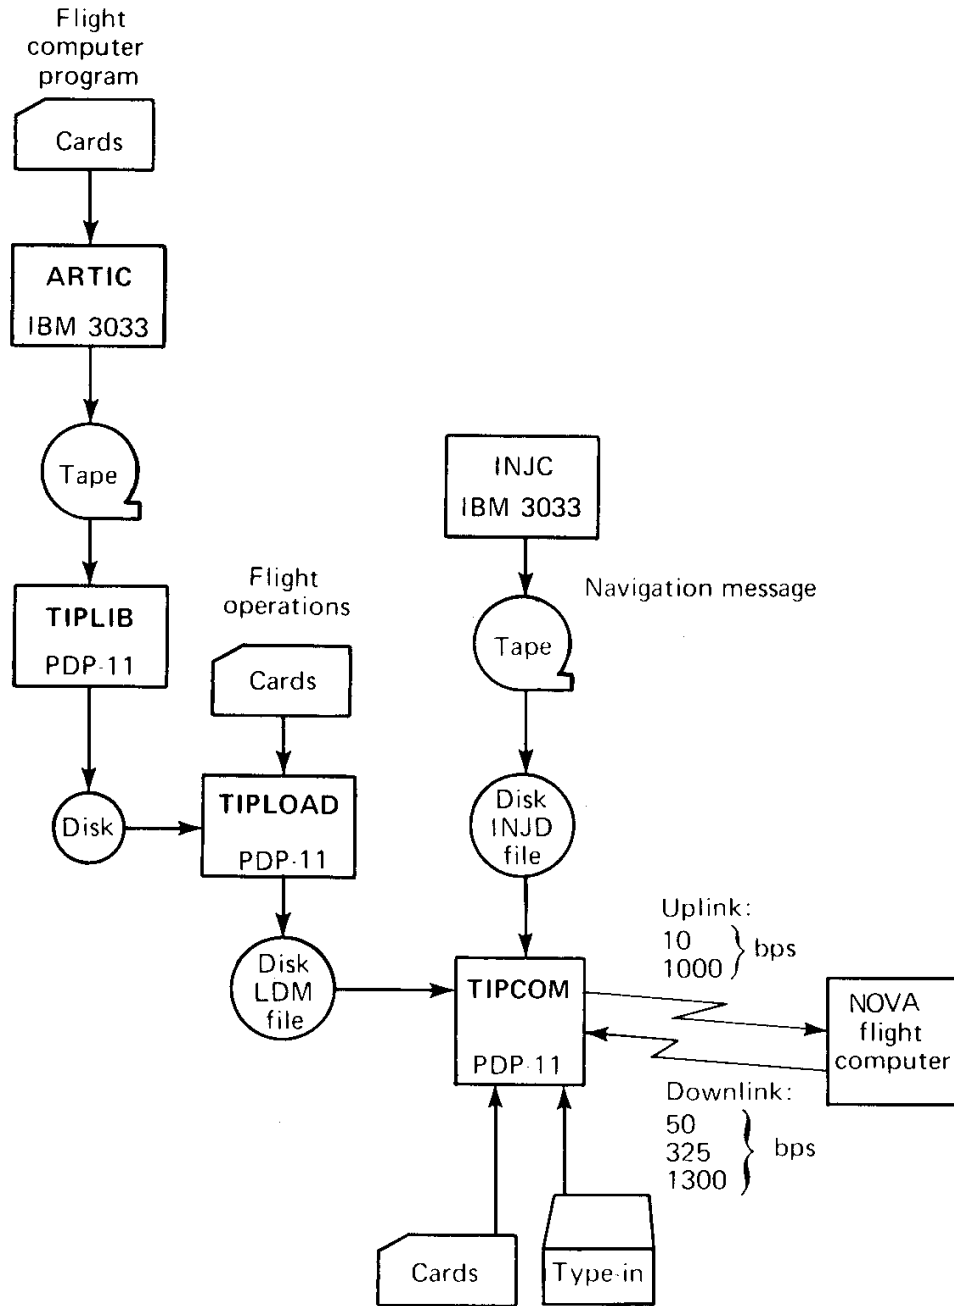 Flight
computer
program
Cards
ARTIC
IBM 3033
Tape
TIPLIB
PDP-11
Disk
Flight
operations
Cards
TIPLOAD
PDP-11
Disk
LDM
file
INJC
IBM 3033
Navigation message
Tape
Disk
INJD
file
TIPCOM
PDP-11
Uplink:
10
1000
bps
NOVA
flight
computer
Downlink:
50
325
1300
bps
Cards
Type-in